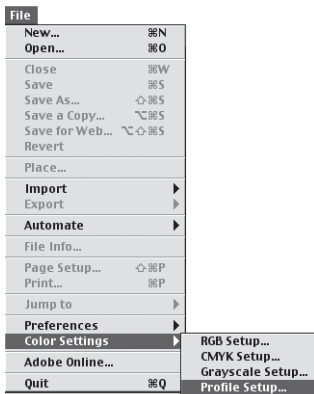 File
New... ⌘N
Open... ⌘O
Close ⌘W
Save ⌘S
Save As... ⇧⌘S
Save a Copy... ⌥⌘S
Save for Web... ⌥⇧⌘S
Revert
Place...
Import
Export
Automate
File Info...
Page Setup... ⇧⌘P
Print... ⌘P
Jump to
Preferences
Color Settings
Adobe Online...
Quit ⌘Q
RGB Setup...
CMYK Setup...
Grayscale Setup...
Profile Setup...